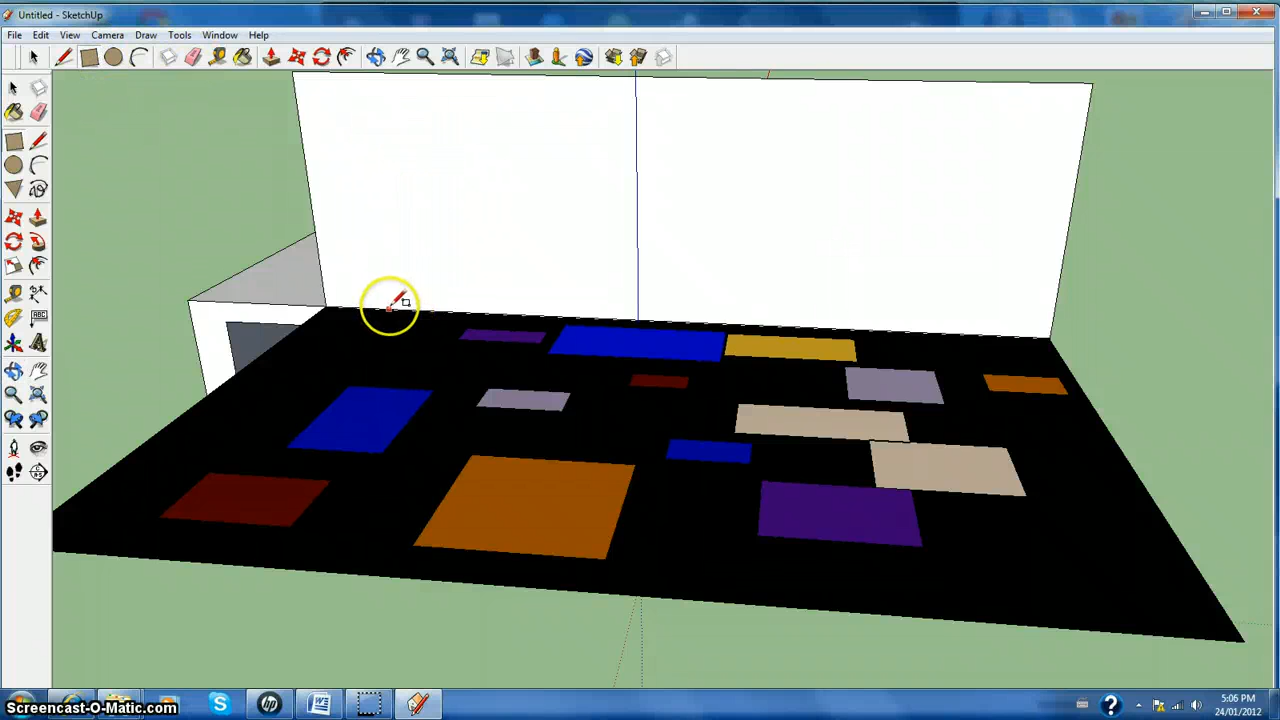 Untitled - SketchUp
File Edit View Camera Draw Tools Window Help
ABC
5:06 PM
24/01/2012
Screencast-O-Matic.com